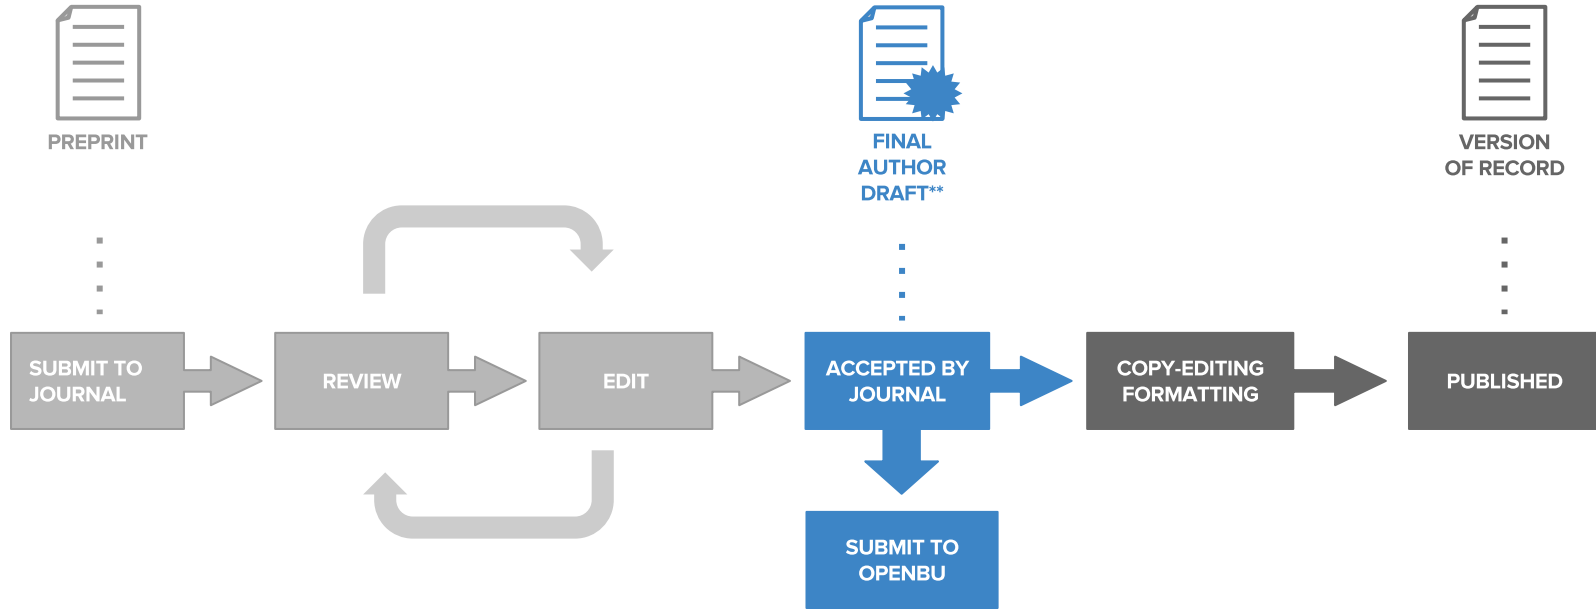 PREPRINT
FINAL
AUTHOR
DRAFT**
VERSION
OF RECORD
SUBMIT TO
JOURNAL
REVIEW
EDIT
ACCEPTED BY
JOURNAL
COPY-EDITING
FORMATTING
PUBLISHED
SUBMIT TO
OPENBU